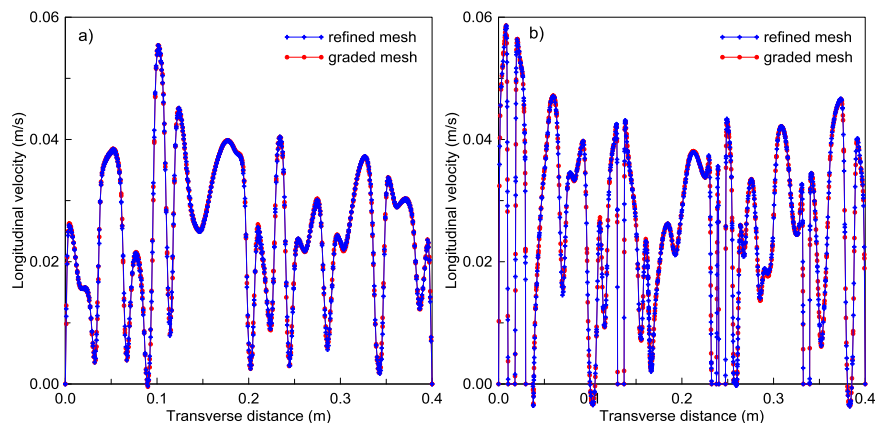 0.06
a)
refined mesh
graded mesh
0.04
0.02
0.00
Longitudinal velocity (m/s)
0.0
0.1
0.2
0.3
0.4
Transverse distance (m)
0.06
b)
refined mesh
graded mesh
0.04
0.02
0.00
Longitudinal velocity (m/s)
0.0
0.1
0.2
0.3
0.4
Transverse distance (m)